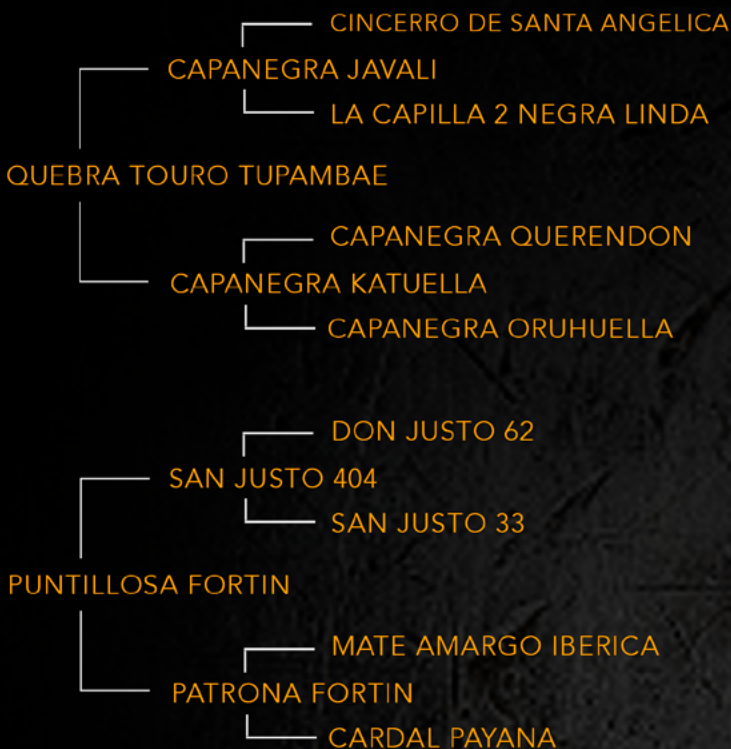 CINCERRO DE SANTA ANGELICA
CAPANEGRA JAVALI
LA CAPILLA 2 NEGRA LINDA
QUEBRA TOURO TUPAMBAE
CAPANEGRA QUERENDON
CAPANEGRA KATUELLA
CAPANEGRA ORUHUELLA
DON JUSTO 62
SAN JUSTO 404
SAN JUSTO 33
PUNTILLOSA FORTIN
MATE AMARGO IBERICA
PATRONA FORTIN
CARDAL PAYANA